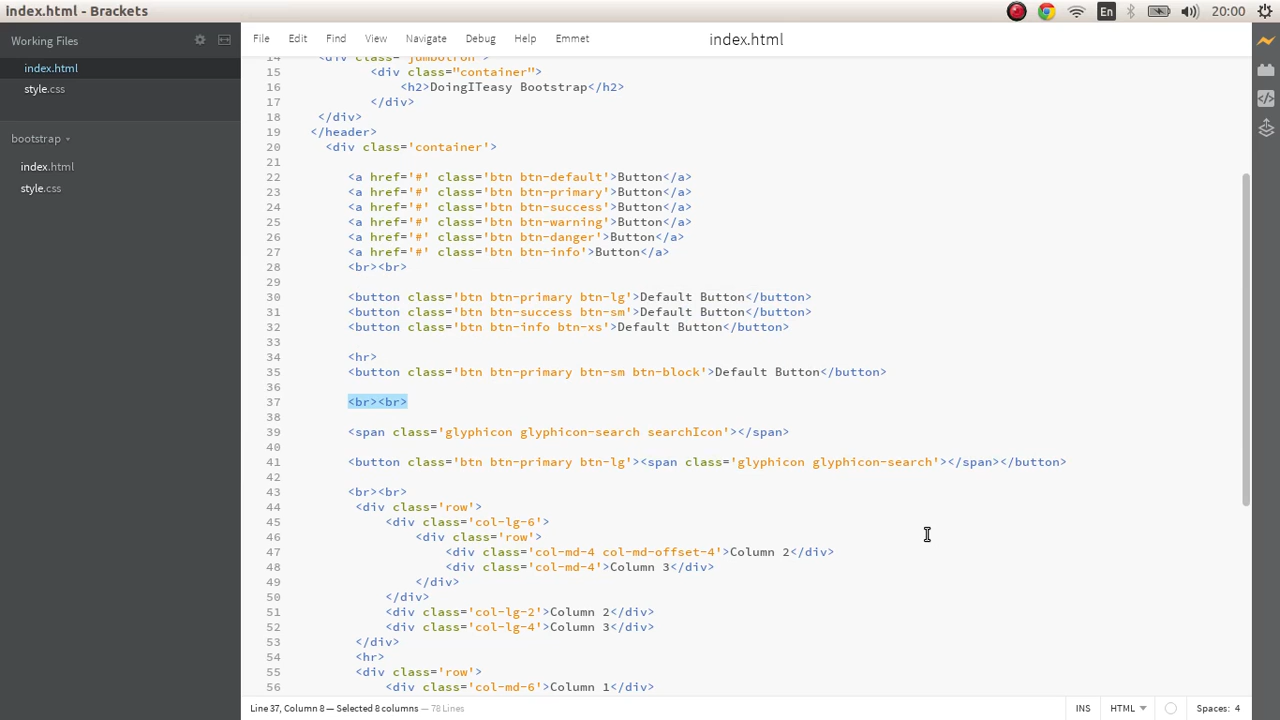 index.html - Brackets
En
20:00
Working Files
index.html
style.css
bootstrap
index.html
style.css
File Edit Find View Navigate Debug Help Emmet
index.html
14 <div class="jumbotron">
15 <div class="container">
16 <h2>DoingITeasy Bootstrap</h2>
17 </div>
18 </div>
19 </header>
20 <div class='container'>
21
22 <a href='#' class='btn btn-default'>Button</a>
23 <a href='#' class='btn btn-primary'>Button</a>
24 <a href='#' class='btn btn-success'>Button</a>
25 <a href='#' class='btn btn-warning'>Button</a>
26 <a href='#' class='btn btn-danger'>Button</a>
27 <a href='#' class='btn btn-info'>Button</a>
28 <br><br>
29
30 <button class='btn btn-primary btn-lg'>Default Button</button>
31 <button class='btn btn-success btn-sm'>Default Button</button>
32 <button class='btn btn-info btn-xs'>Default Button</button>
33
34 <hr>
35 <button class='btn btn-primary btn-sm btn-block'>Default Button</button>
36
37 <br><br>
38
39 <span class='glyphicon glyphicon-search searchIcon'></span>
40
41 <button class='btn btn-primary btn-lg'><span class='glyphicon glyphicon-search'></span></button>
42
43 <br><br>
44 <div class='row'>
45 <div class='col-lg-6'>
46 <div class='row'>
47 <div class='col-md-4 col-md-offset-4'>Column 2</div>
48 <div class='col-md-4'>Column 3</div>
49 </div>
50 </div>
51 <div class='col-lg-2'>Column 2</div>
52 <div class='col-lg-4'>Column 3</div>
53 </div>
54 <hr>
55 <div class='row'>
56 <div class='col-md-6'>Column 1</div>
Line 37, Column 8 — Selected 8 columns — 78 Lines
INS HTML Spaces: 4